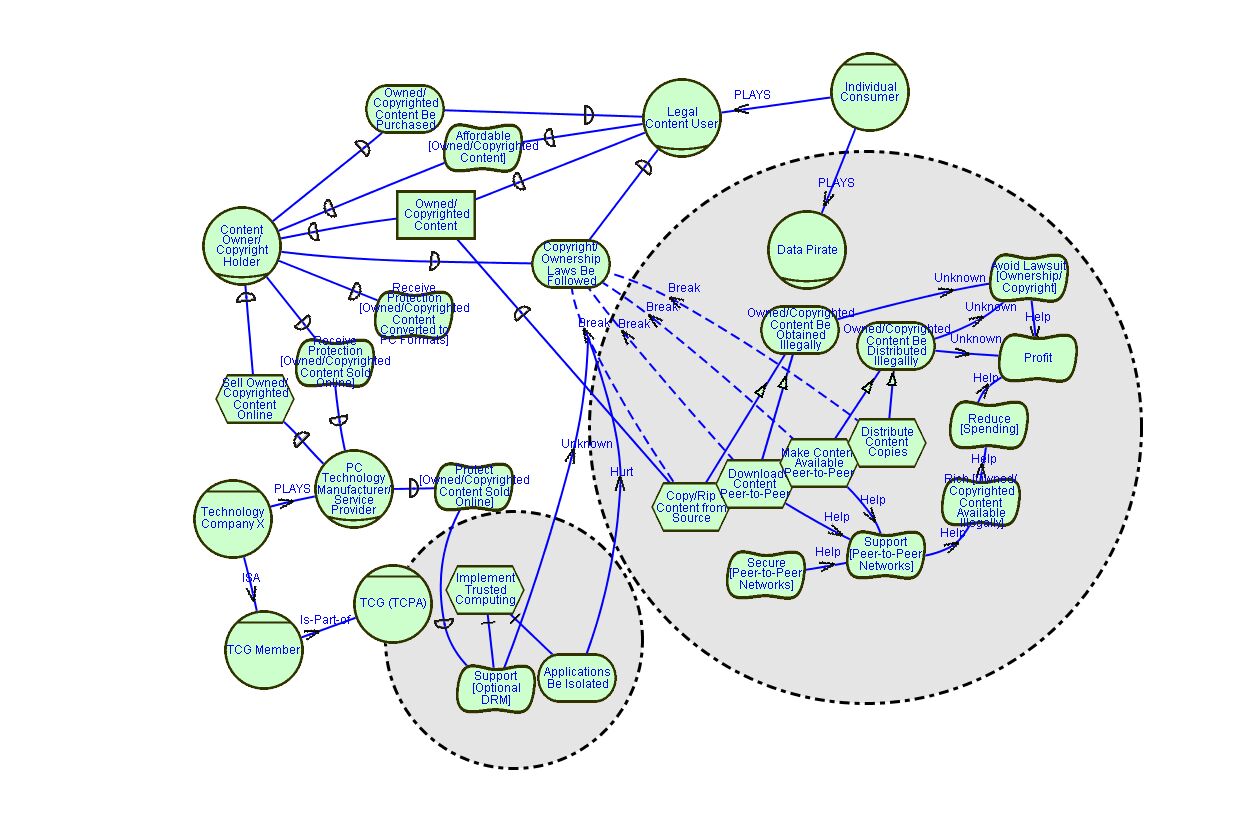 Individual
Consumer
PLAYS
Legal
Content User
Owned/
Copyrighted
Content Be
Purchased
Affordable
[Owned/Copyrighted
Content]
PLAYS
Owned/
Copyrighted
Content
Content
Owner/
Copyright
Holder
Copyright/
Ownership
Laws Be
Followed
Data Pirate
Avoid Lawsuit
[Ownership/
Copyright]
Unknown
Receive
Protection
[Owned/Copyrighted
Content
Converted to
PC Formats]
Break
Break
Break
Break
Owned/Copyrighted
Content Be
Obtained
Illegally
Unknown
Help
Owned/Copyrighted
Content Be
Distributed
Illegallly
Unknown
Profit
Receive
Protection
[Owned/Copyrighted
Content Sold
Online]
Sell Owned/
Copyrighted
Content
Online
Help
Reduce
[Spending]
Distribute
Content
Copies
Unknown
Make Content
Available
Peer-to-Peer
Help
PC
Technology
Manufacturer/
Service
Provider
Protect
[Owned/Copyrighted
Content Sold
Online]
Hurt
Download
Content
Peer-to-Peer
Rich [Owned/
Copyrighted
Content
Available
Illegally]
PLAYS
Technology
Company X
Copy/Rip
Content from
Source
Help
Help
Help
Support
[Peer-to-Peer
Networks]
Help
Secure
[Peer-to-Peer
Networks]
ISA
Implement
Trusted
Computing
TCG (TCPA)
Is-Part-of
TCG Member
Support
[Optional
DRM]
Applications
Be Isolated